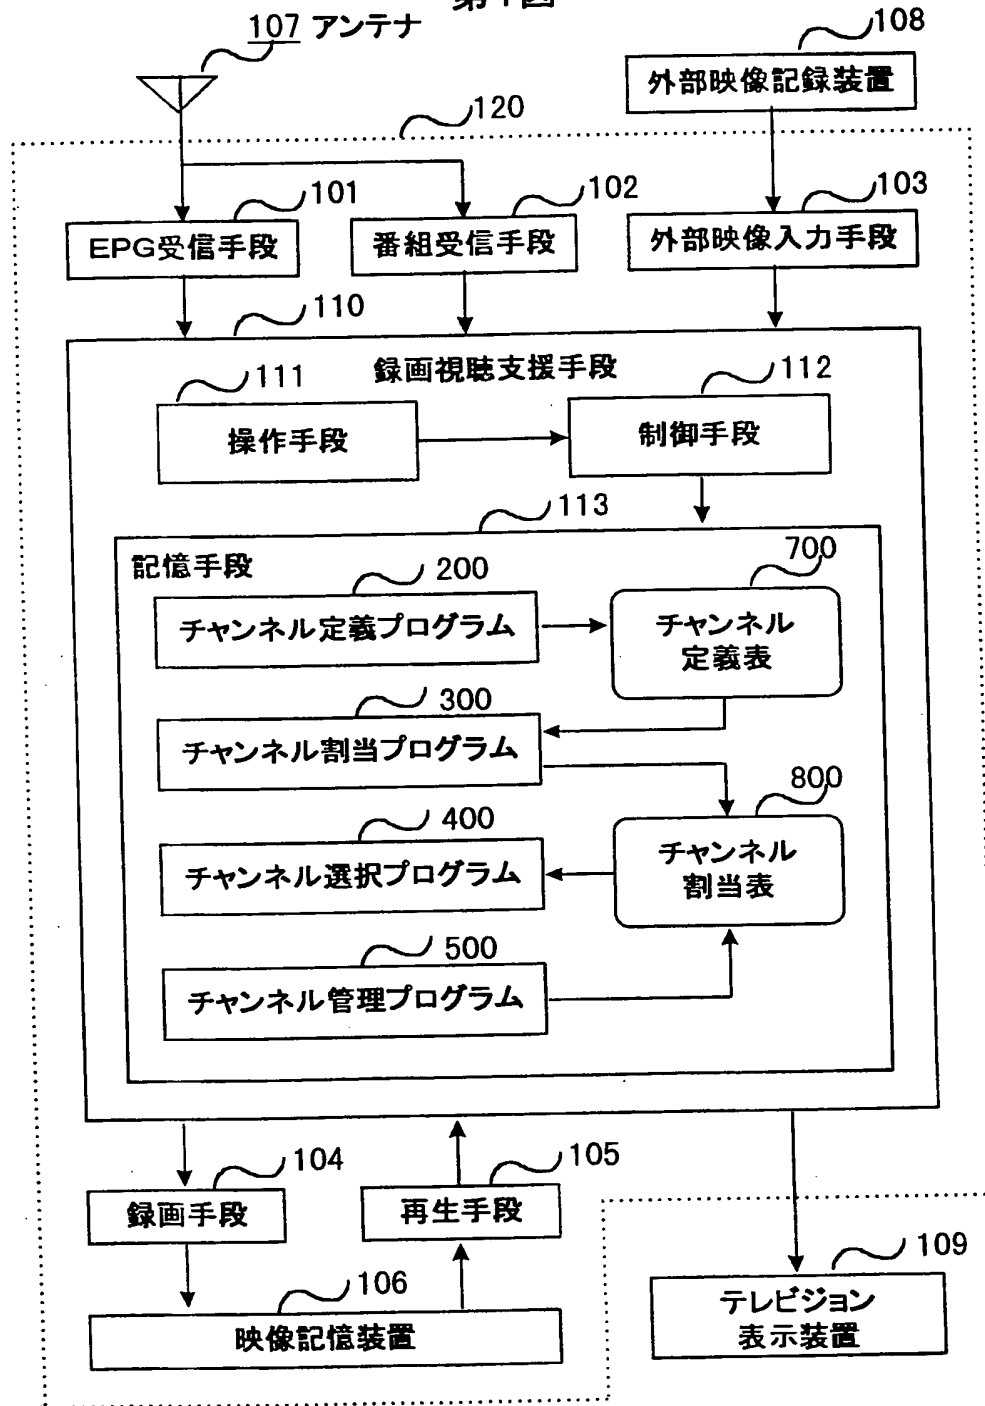 第1図
107 アンテナ
108
外部映像記録装置
120
101
102
103
EPG受信手段
番組受信手段
外部映像入力手段
110
録画視聴支援手段
111
112
操作手段
制御手段
113
記憶手段
200
700
チャンネル定義プログラム
チャンネル
定義表
300
チャンネル割当プログラム
800
400
チャンネル
割当表
チャンネル選択プログラム
500
チャンネル管理プログラム
104
105
録画手段
再生手段
109
106
テレビジョン
表示装置
映像記憶装置